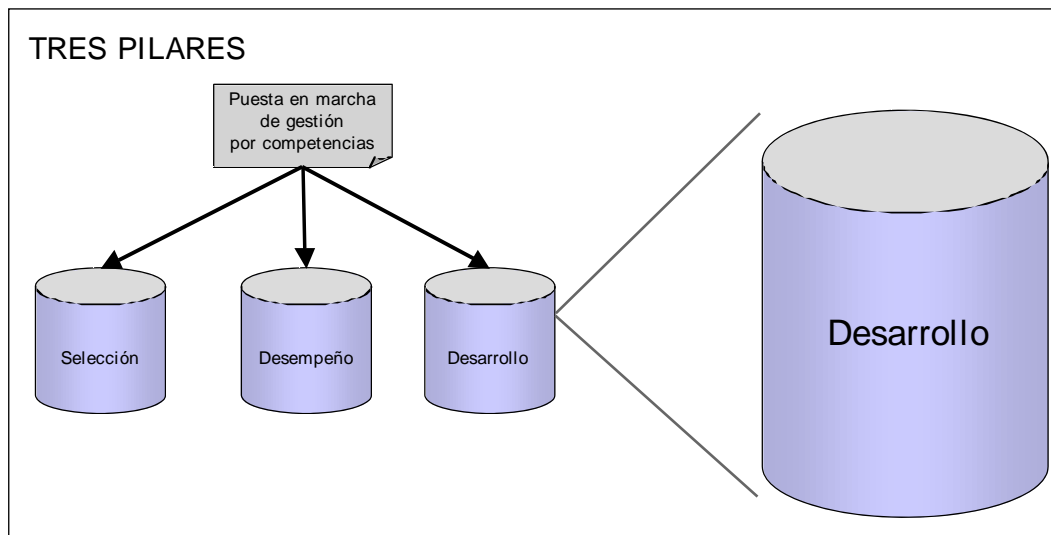 TRES PILARES
Puesta en marcha
de gestión
por competencias
Selección
Desempeño
Desarrollo
Desarrollo